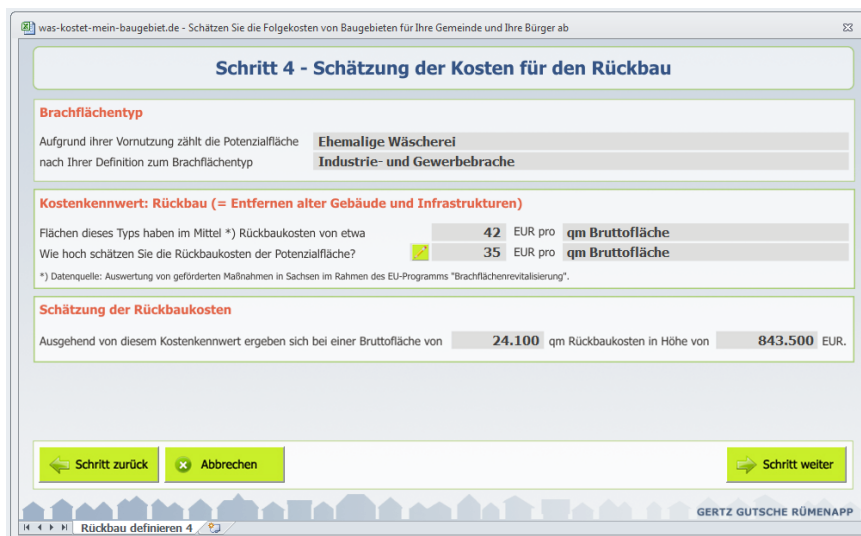 was-kostet-mein-baugebiet.de - Schätzen Sie die Folgekosten von Baugebieten für Ihre Gemeinde und Ihre Bürger ab
Schritt 4 - Schätzung der Kosten für den Rückbau
Brachflächentyp
Aufgrund ihrer Vornutzung zählt die Potenzialfläche Ehemalige Wäscherei
nach Ihrer Definition zum Brachflächentyp Industrie- und Gewerbebrache
Kostenkennwert: Rückbau (= Entfernen alter Gebäude und Infrastrukturen)
Flächen dieses Typs haben im Mittel *) Rückbaukosten von etwa 42 EUR pro qm Bruttofläche
Wie hoch schätzen Sie die Rückbaukosten der Potenzialfläche? 35 EUR pro qm Bruttofläche
*) Datenquelle: Auswertung von geförderten Maßnahmen in Sachsen im Rahmen des EU-Programms "Brachflächenrevitalisierung".
Schätzung der Rückbaukosten
Ausgehend von diesem Kostenkennwert ergeben sich bei einer Bruttofläche von 24.100 qm Rückbaukosten in Höhe von 843.500 EUR.
Schritt zurück Abbrechen Schritt weiter
GERTZ GUTSCHE RÜMENAPP
Rückbau definieren 4